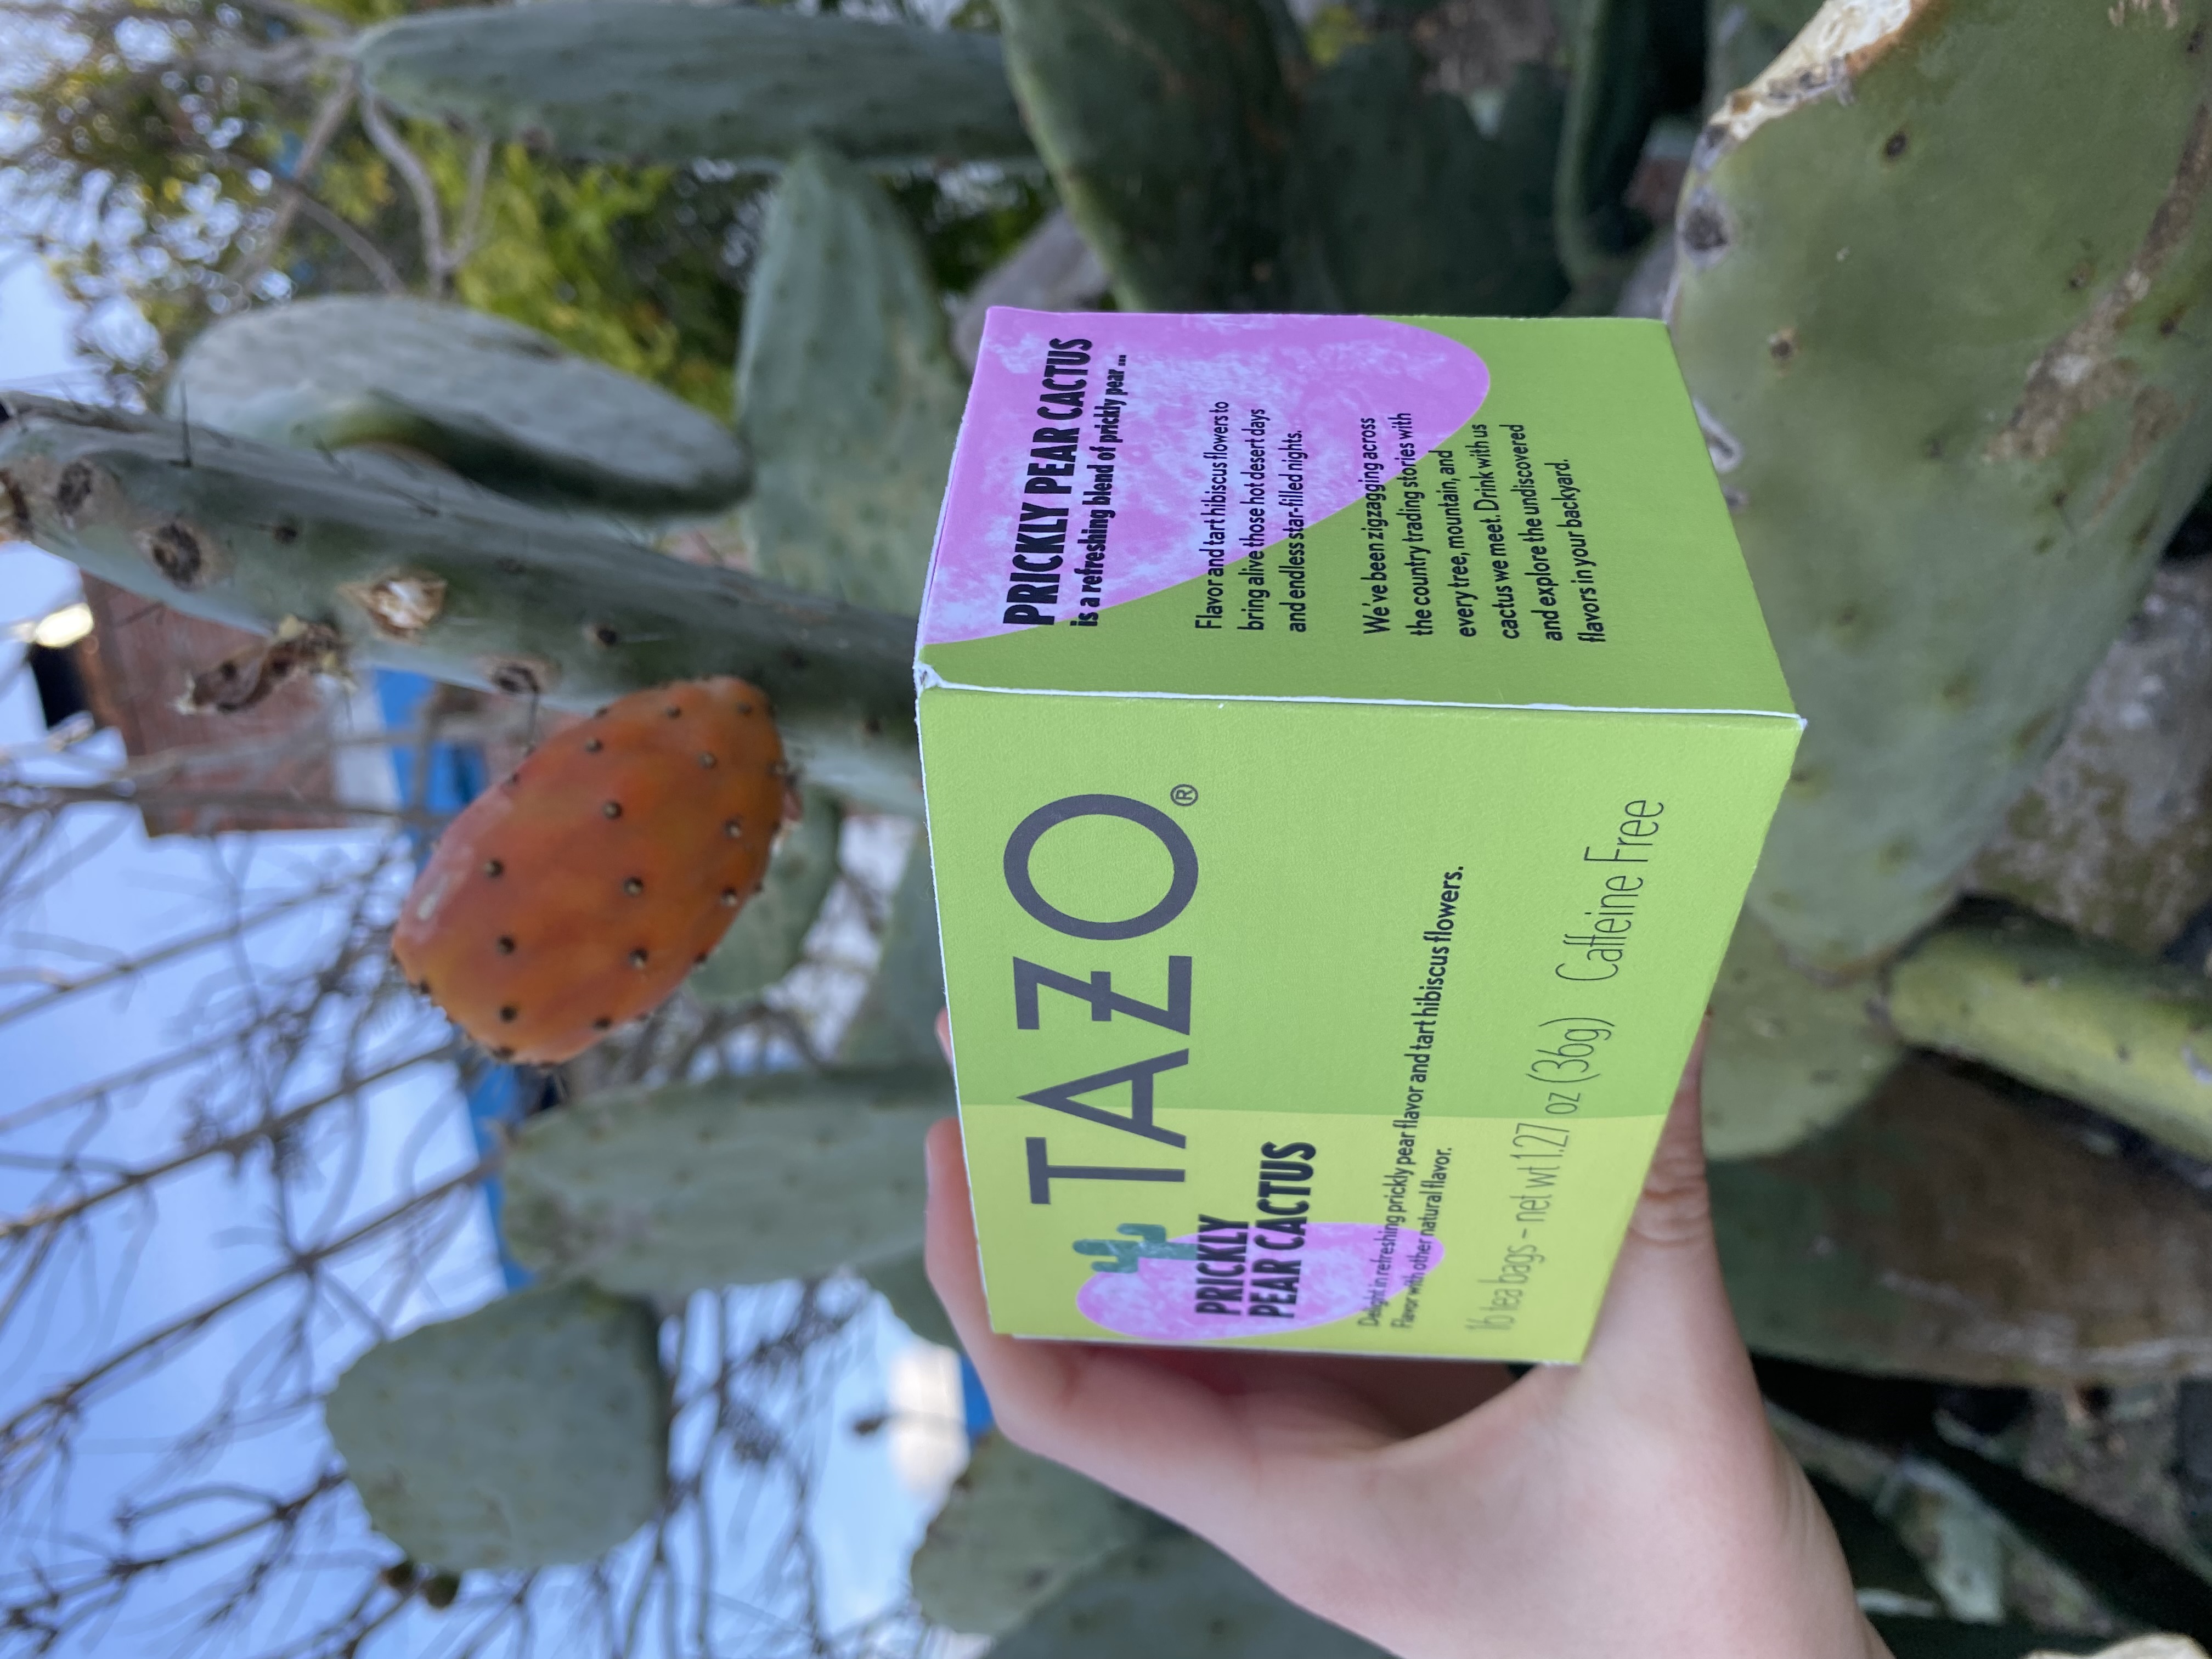 TAZO®
PRICKLY
PEAR CACTUS
Delight in refreshing prickly pear flavor and tart hibiscus flowers.
Flavor with other natural flavor.
16 tea bags – net wt 1.27 oz (36g) Caffeine Free
PRICKLY PEAR CACTUS
is a refreshing blend of prickly pear ...
Flavor and tart hibiscus flowers to
bring alive those hot desert days
and endless star-filled nights.
We've been zigzagging across
the country trading stories with
every tree, mountain, and
cactus we meet. Drink with us
and explore the undiscovered
flavors in your backyard.